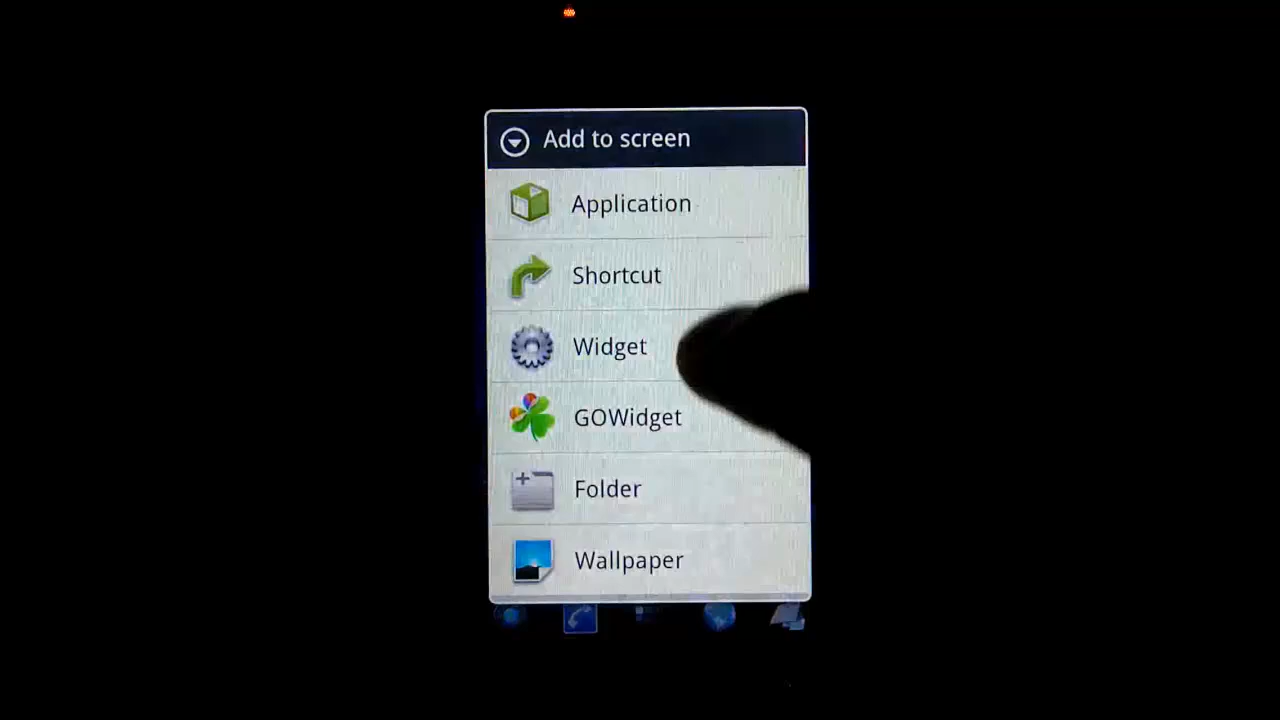 Add to screen
Application
Shortcut
Widget
GOWidget
Folder
Wallpaper